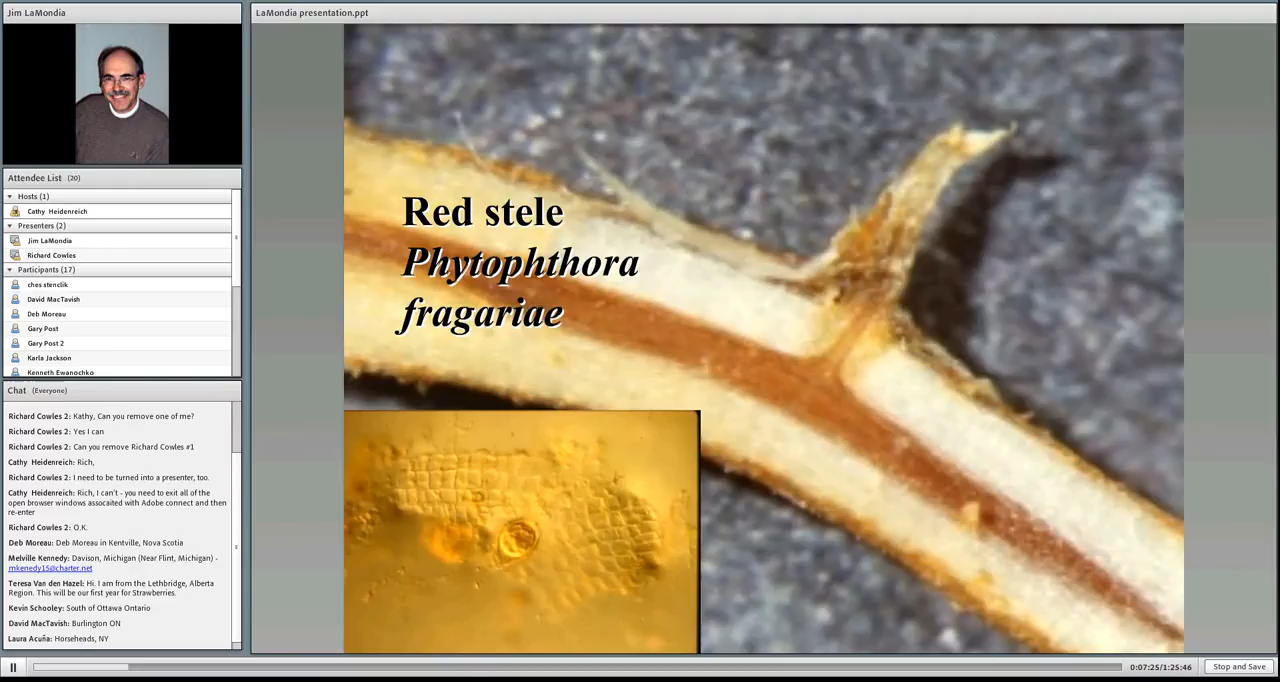 Jim LaMondia
LaMondia presentation.ppt
Attendee List (20)
Hosts (1)
Cathy Heidenreich
Presenters (2)
Jim LaMondia
Richard Cowles
Participants (17)
ches stenclik
David MacTavish
Deb Moreau
Gary Post
Gary Post 2
Karla Jackson
Kenneth Ewanochko
Chat (Everyone)
Richard Cowles 2: Kathy, Can you remove one of me?
Richard Cowles 2: Yes I can
Richard Cowles 2: Can you remove Richard Cowles #1
Cathy Heidenreich: Rich,
Richard Cowles 2: I need to be turned into a presenter, too.
Cathy Heidenreich: Rich, I can't - you need to exit all of the
open browser windows assocaited with Adobe connect and then
re-enter
Richard Cowles 2: O.K.
Deb Moreau: Deb Moreau in Kentville, Nova Scotia
Melville Kennedy: Davison, Michigan (Near Flint, Michigan) -
mkenedy15@charter.net
Teresa Van den Hazel: Hi. I am from the Lethbridge, Alberta
Region. This will be our first year for Strawberries.
Kevin Schooley: South of Ottawa Ontario
David MacTavish: Burlington ON
Laura Acuña: Horseheads, NY
Red stele
Phytophthora
fragariae
0:07:25/1:25:46
Stop and Save